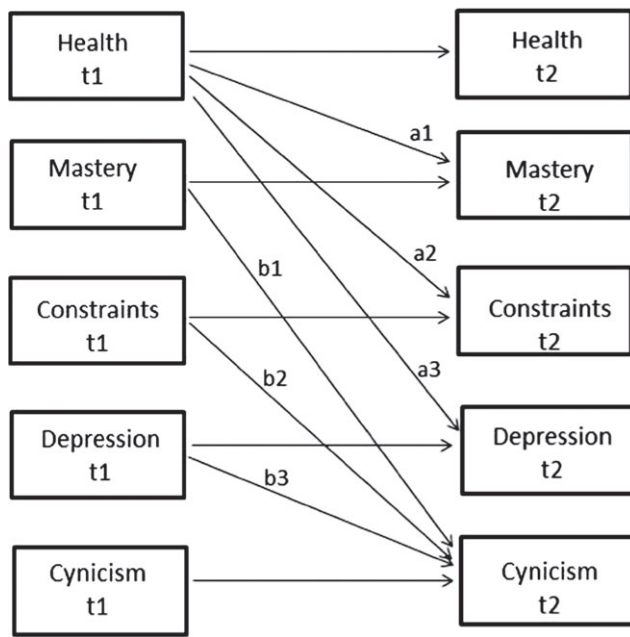 Health
t1
Health
t2
a1
Mastery
t1
Mastery
t2
a2
b1
Constraints
t1
Constraints
t2
a3
b2
Depression
t1
Depression
t2
b3
Cynicism
t1
Cynicism
t2